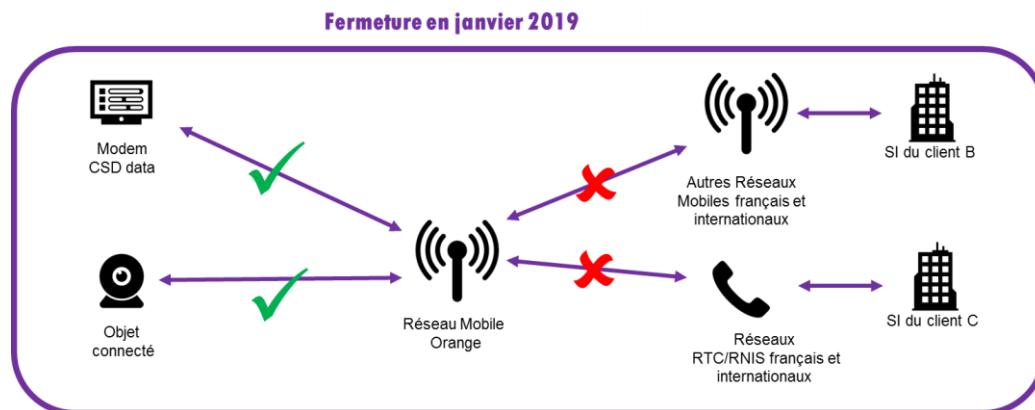 Fermeture en janvier 2019
Modem
CSD data
SI du client B
Autres Réseaux
Mobiles français et
internationaux
Objet
connecté
Réseau Mobile
Orange
SI du client C
Réseaux
RTC/RNIS français et
internationaux